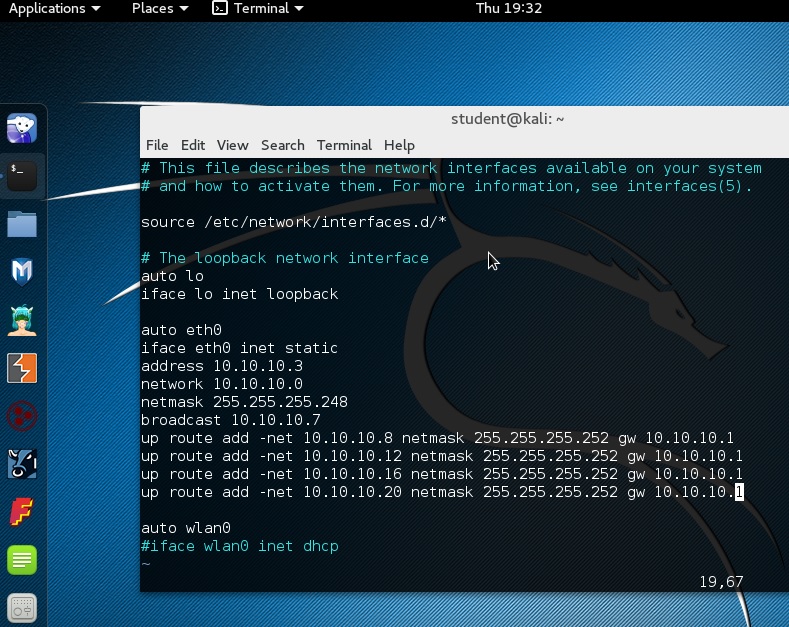 Applications Places Terminal Thu 19:32
student@kali: ~
File Edit View Search Terminal Help
# This file describes the network interfaces available on your system
# and how to activate them. For more information, see interfaces(5).
source /etc/network/interfaces.d/*
# The loopback network interface
auto lo
iface lo inet loopback
auto eth0
iface eth0 inet static
address 10.10.10.3
network 10.10.10.0
netmask 255.255.255.248
broadcast 10.10.10.7
up route add -net 10.10.10.8 netmask 255.255.255.252 gw 10.10.10.1
up route add -net 10.10.10.12 netmask 255.255.255.252 gw 10.10.10.1
up route add -net 10.10.10.16 netmask 255.255.255.252 gw 10.10.10.1
up route add -net 10.10.10.20 netmask 255.255.255.252 gw 10.10.10.1
auto wlan0
#iface wlan0 inet dhcp
~
19,67